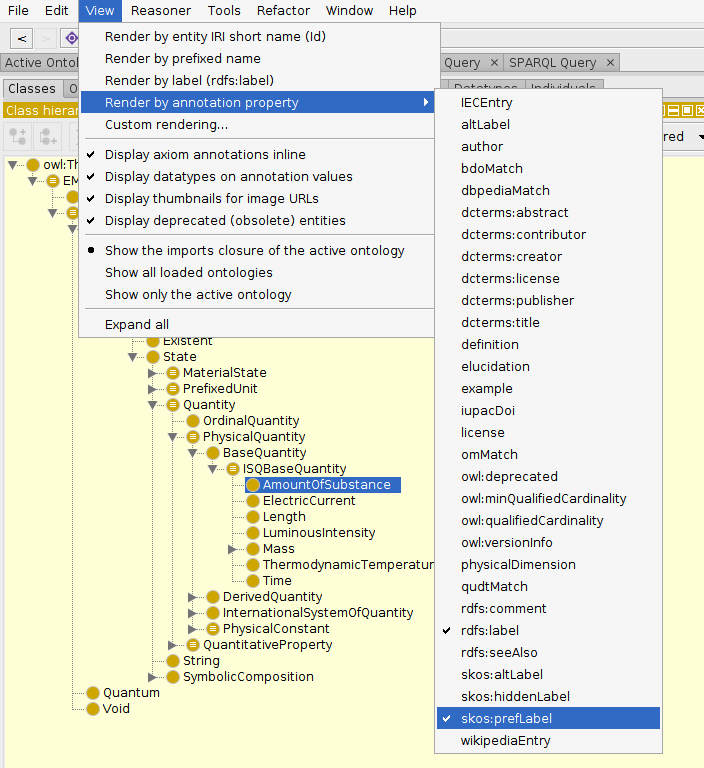 File Edit View Reasoner Tools Refactor Window Help
<
>
Active Ontol
Query × SPARQL Query ×
Classes
Datatypes Individuals
Class hierar
red
Render by entity IRI short name (Id)
Render by prefixed name
Render by label (rdfs:label)
Render by annotation property
Custom rendering...
Display axiom annotations inline
Display datatypes on annotation values
Display thumbnails for image URLs
Display deprecated (obsolete) entities
Show the imports closure of the active ontology
Show all loaded ontologies
Show only the active ontology
Expand all
IECEntry
altLabel
author
bdoMatch
dbpediaMatch
dcterms:abstract
dcterms:contributor
dcterms:creator
dcterms:license
dcterms:publisher
dcterms:title
definition
elucidation
example
iupacDoi
license
omMatch
owl:deprecated
owl:minQualifiedCardinality
owl:qualifiedCardinality
owl:versionInfo
physicalDimension
qudtMatch
rdfs:comment
rdfs:label
rdfs:seeAlso
skos:altLabel
skos:hiddenLabel
skos:prefLabel
wikipediaEntry
owl:Th
EM
Existent
State
MaterialState
PrefixedUnit
Quantity
OrdinalQuantity
PhysicalQuantity
BaseQuantity
ISQBaseQuantity
AmountOfSubstance
ElectricCurrent
Length
LuminousIntensity
Mass
ThermodynamicTemperatur
Time
DerivedQuantity
InternationalSystemOfQuantity
PhysicalConstant
QuantitativeProperty
String
SymbolicComposition
Quantum
Void